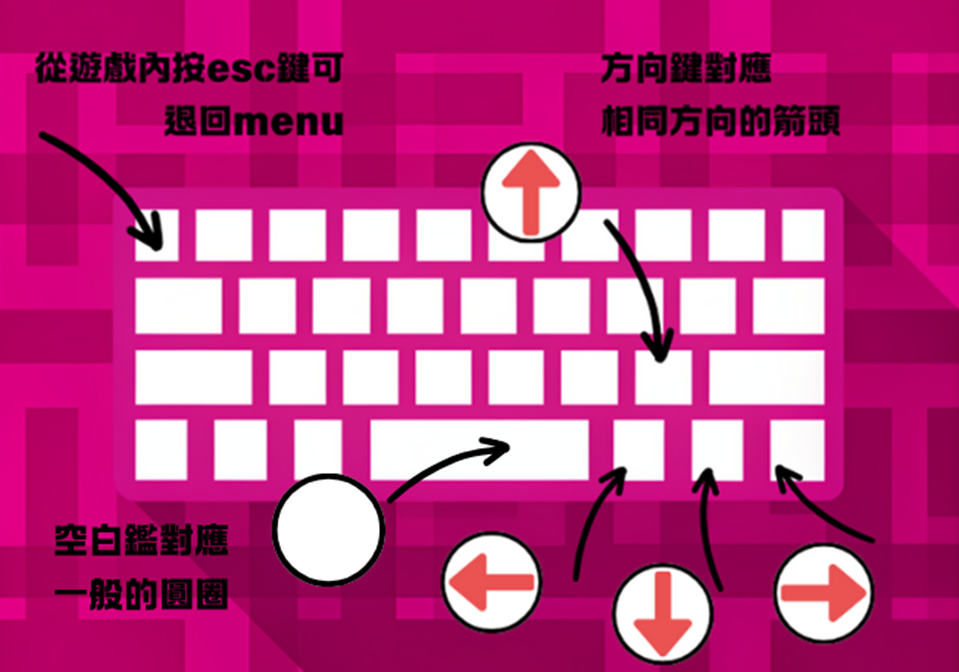 從遊戲內按esc鍵可
退回menu
方向鍵對應
相同方向的箭頭
空白鑑對應
一般的圓圈